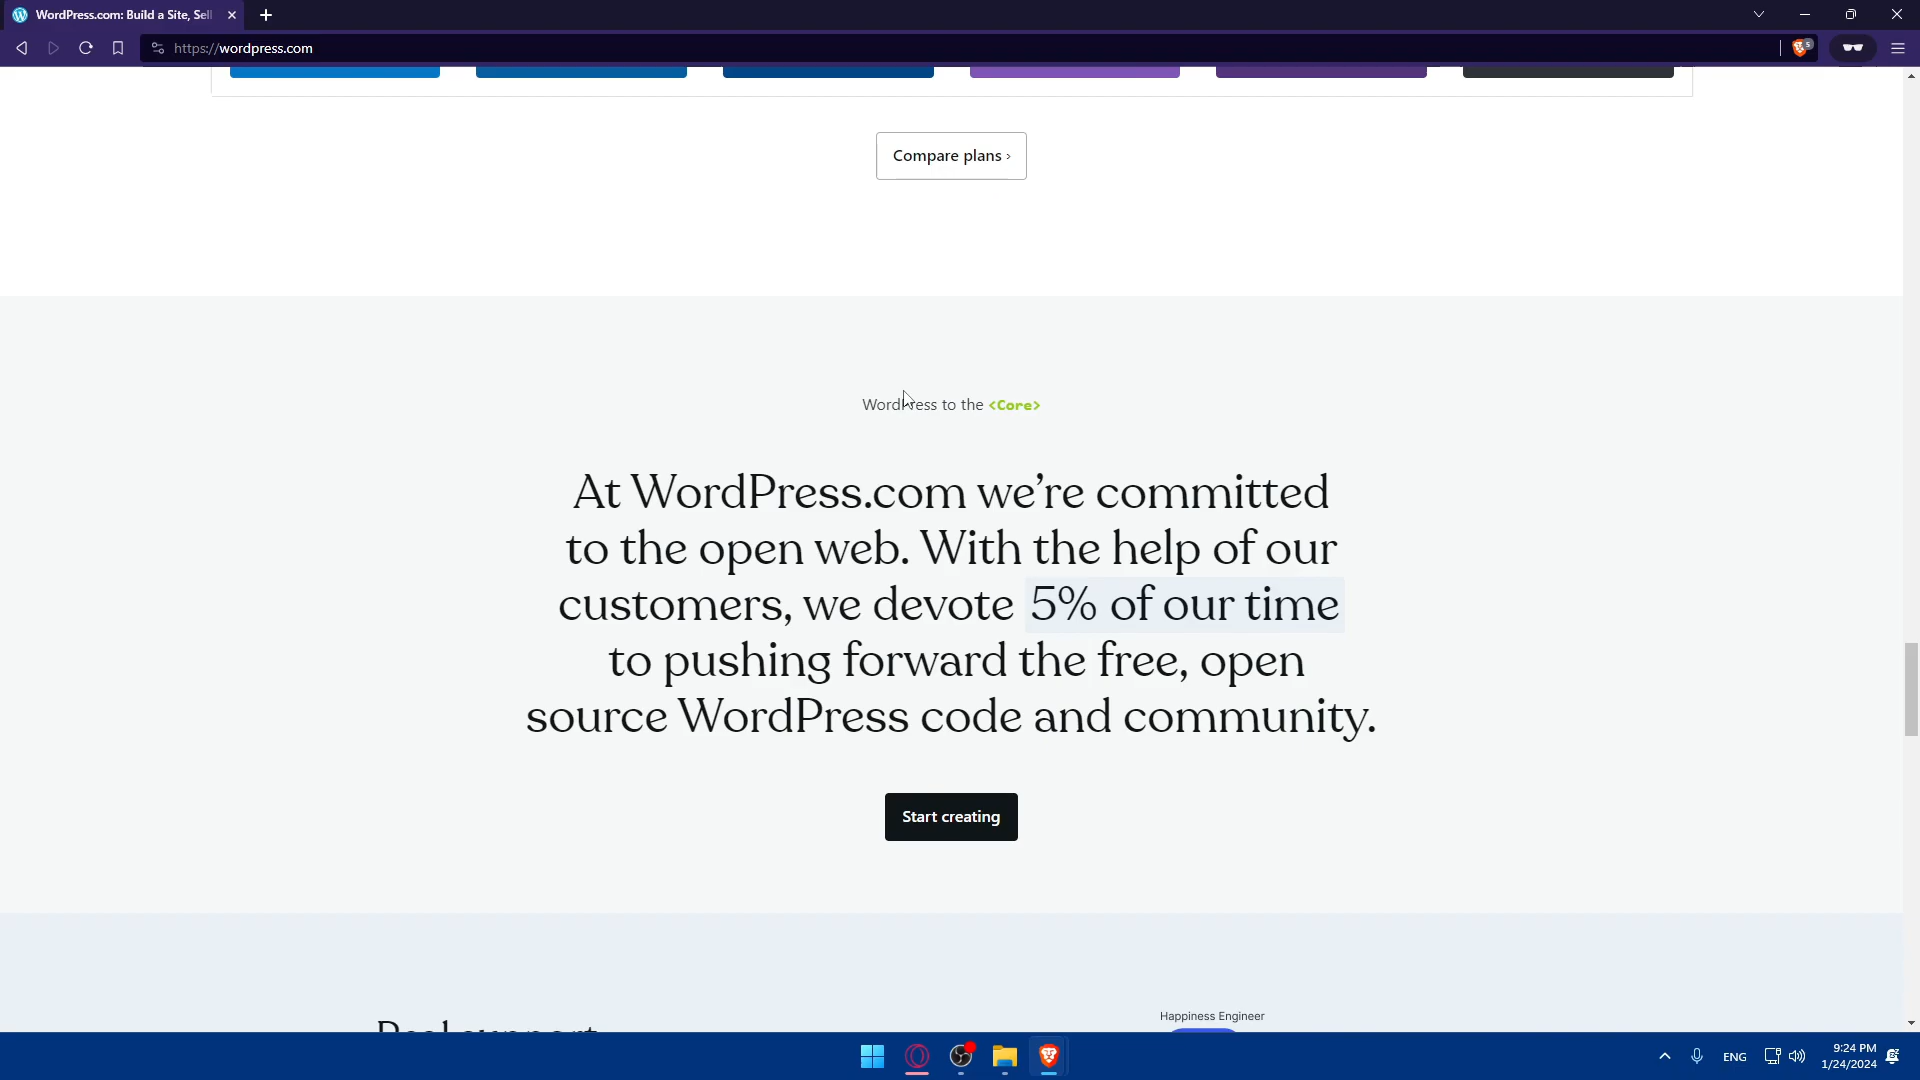 WordPress.com: Build a Site, Sell
https://wordpress.com
5
Compare plans ›
WordPress to the <Core>
At WordPress.com we're committed
to the open web. With the help of our
customers, we devote 5% of our time
to pushing forward the free, open
source WordPress code and community.
Start creating
Real support
Happiness Engineer
ENG
9:24 PM
1/24/2024